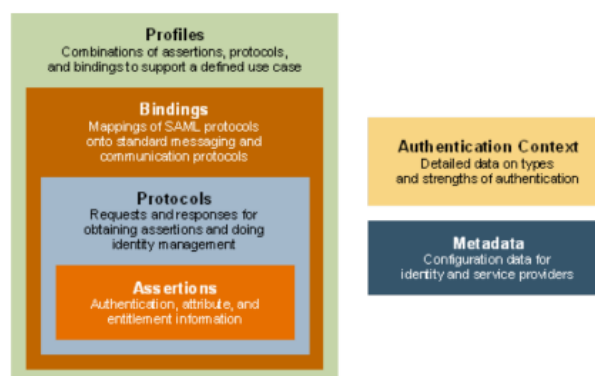 Profiles
Combinations of assertions, protocols,
and bindings to support a defined use case
Bindings
Mappings of SAML protocols
onto standard messaging and
communication protocols
Protocols
Requests and responses for
obtaining assertions and doing
identity management
Assertions
Authentication, attribute, and
entitlement information
Authentication Context
Detailed data on types
and strengths of authentication
Metadata
Configuration data for
identity and service providers